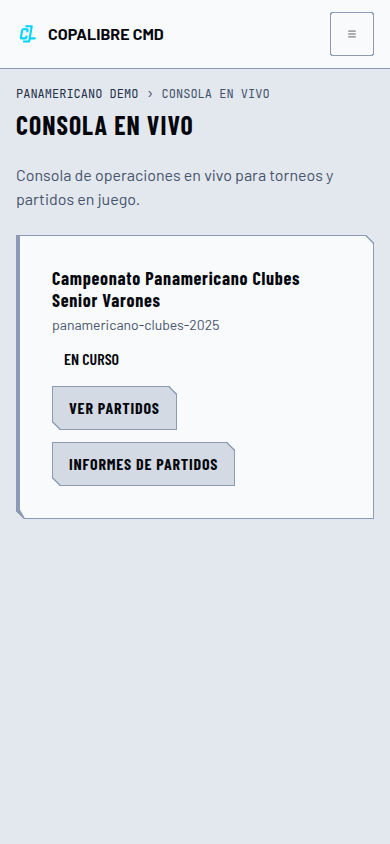 COPALIBRE CMD
PANAMERICANO DEMO › CONSOLA EN VIVO
CONSOLA EN VIVO
Consola de operaciones en vivo para torneos y
partidos en juego.
Campeonato Panamericano Clubes
Senior Varones
panamericano-clubes-2025
EN CURSO
VER PARTIDOS
INFORMES DE PARTIDOS